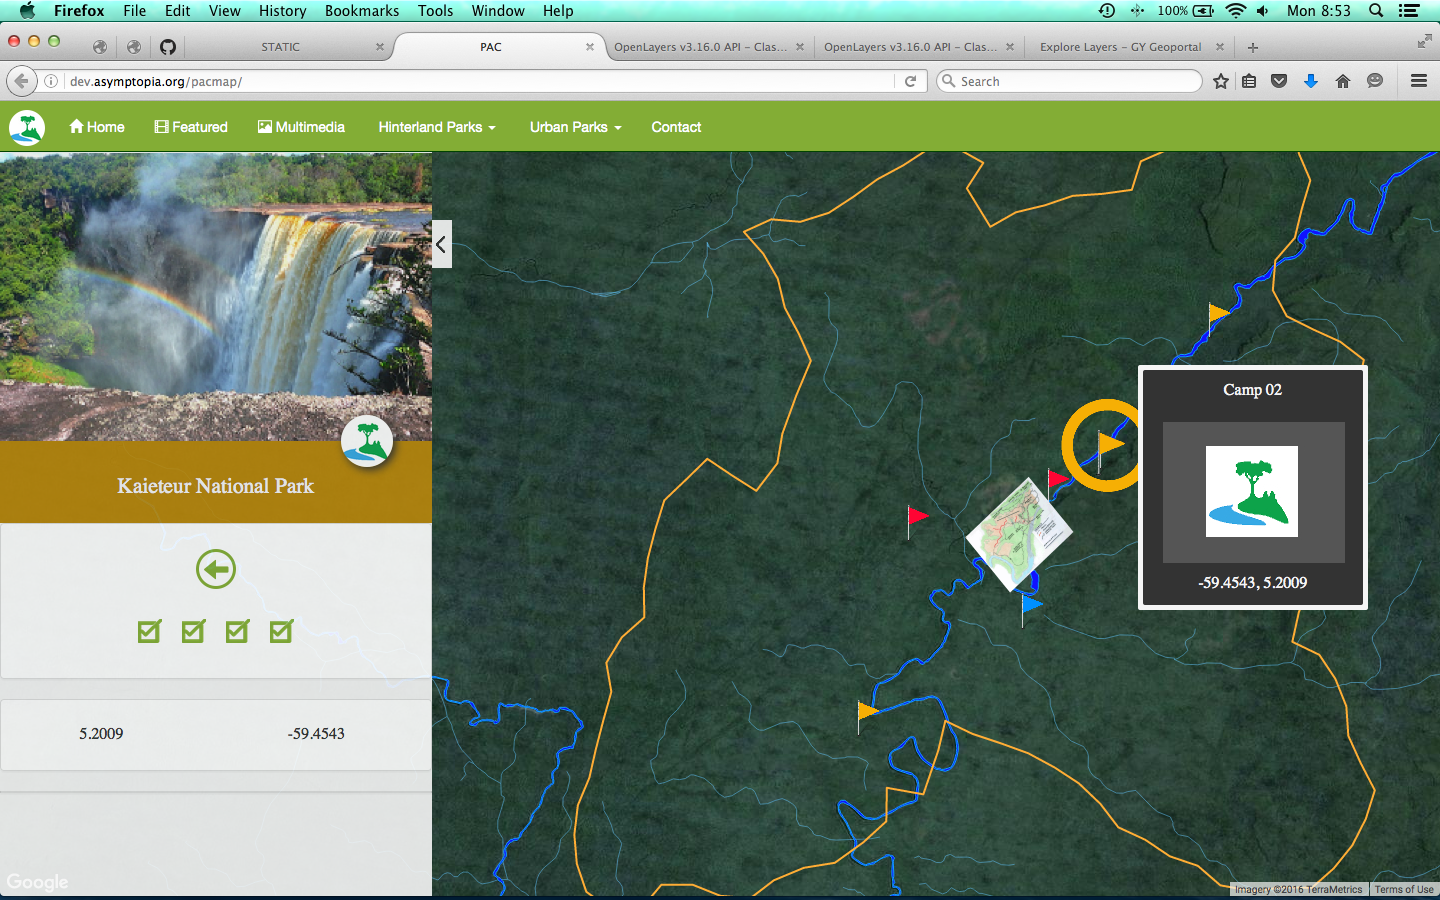 Firefox File Edit View History Bookmarks Tools Window Help 100% Mon 8:53
STATIC PAC OpenLayers v3.16.0 API - Clas... OpenLayers v3.16.0 API - Clas... Explore Layers - GY Geoportal
dev.asymptopia.org/pacmap/ Search
Home Featured Multimedia Hinterland Parks Urban Parks Contact
Camp 02
Kaieteur National Park
-59.4543, 5.2009
5.2009 -59.4543
Google
Imagery ©2016 TerraMetrics Terms of Use